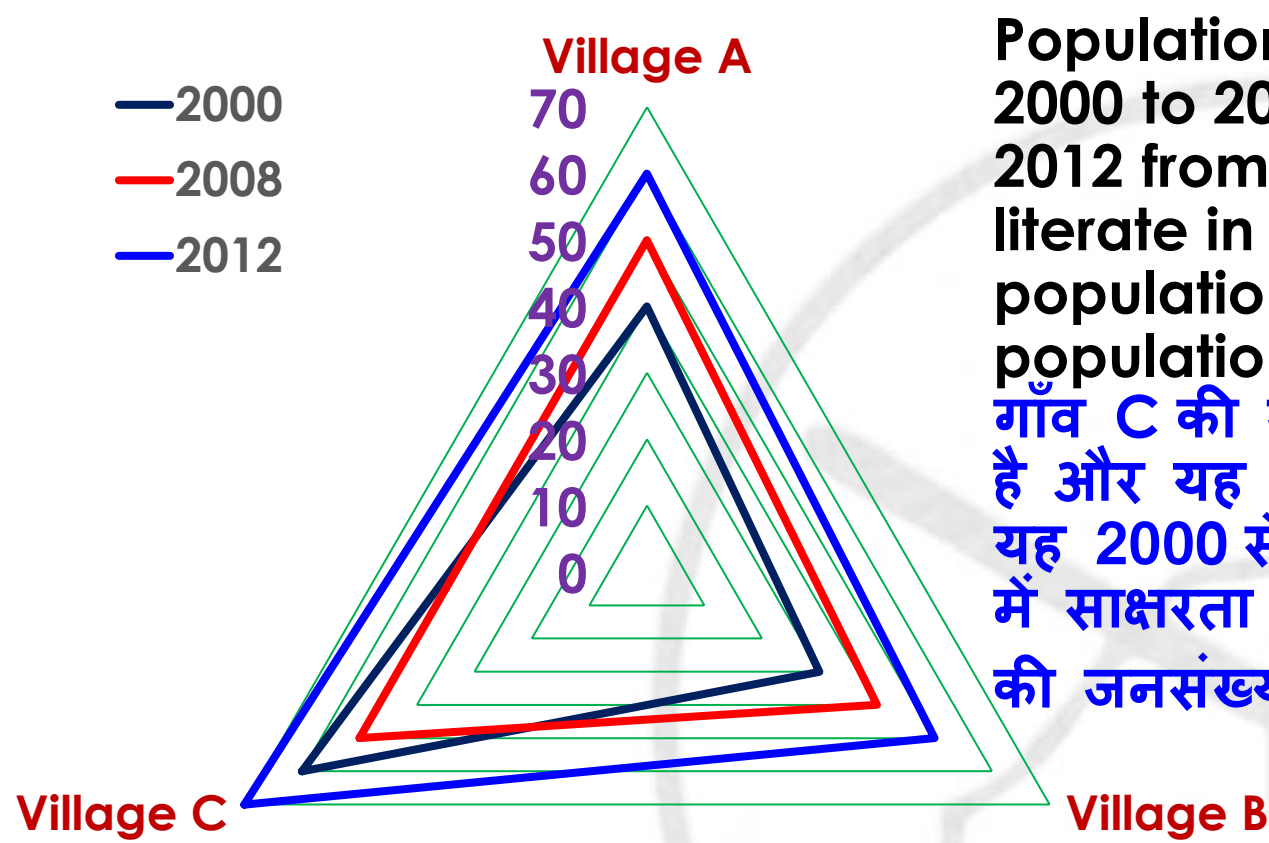 Village A
2000
2008
2012
70
60
50
40
30
20
10
0
Village C
Village B
Population
2000 to 20
2012 from
literate in
populatio
populatio
गाँव C की
है और यह
यह 2000 से
में साक्षरता
की जनसंख्य